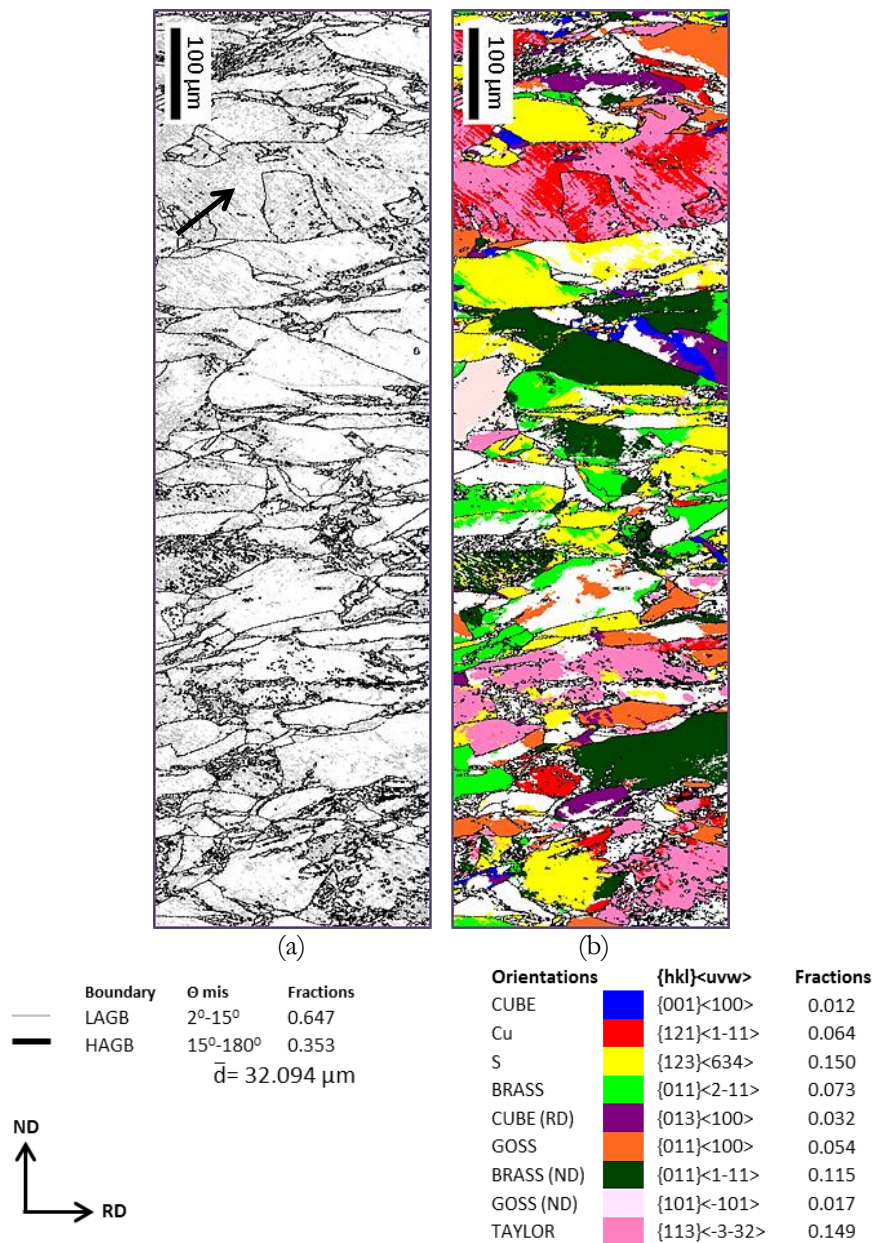 100 µm
100 µm
(a)
(b)
Boundary Θ mis Fractions
LAGB 2⁰-15⁰ 0.647
HAGB 15⁰-180⁰ 0.353
d̅= 32.094 µm
ND
RD
Orientations {hkl}<uvw> Fractions
CUBE {001}<100> 0.012
Cu {121}<1-11> 0.064
S {123}<634> 0.150
BRASS {011}<2-11> 0.073
CUBE (RD) {013}<100> 0.032
GOSS {011}<100> 0.054
BRASS (ND) {011}<1-11> 0.115
GOSS (ND) {101}<-101> 0.017
TAYLOR {113}<-3-32> 0.149